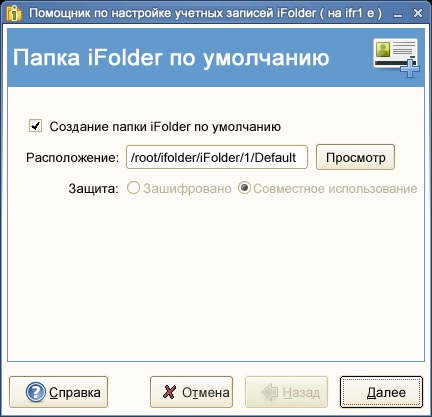 Помощник по настройке учетных записей iFolder ( на ifr1 e )
Папка iFolder по умолчанию
Создание папки iFolder по умолчанию
Расположение: /root/ifolder/iFolder/1/Default Просмотр
Защита: Зашифровано Совместное использование
Справка Отмена Назад Далее